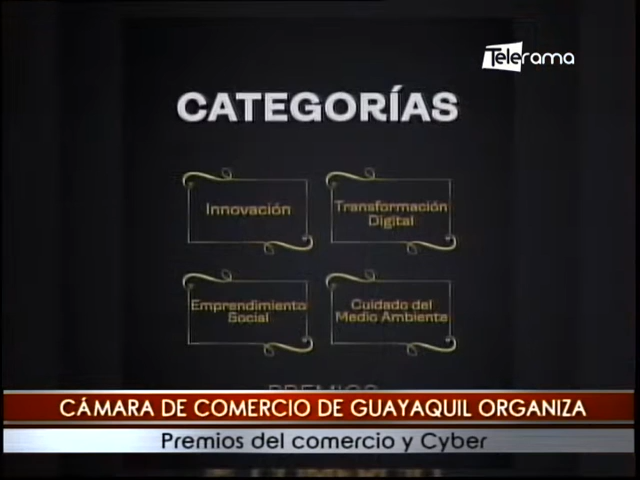 Telerama
CATEGORÍAS
Innovación
Transformación
Digital
Emprendimiento
Social
Cuidado del
Medio Ambiente
PREMIOS
CÁMARA DE COMERCIO DE GUAYAQUIL ORGANIZA
Premios del comercio y Cyber